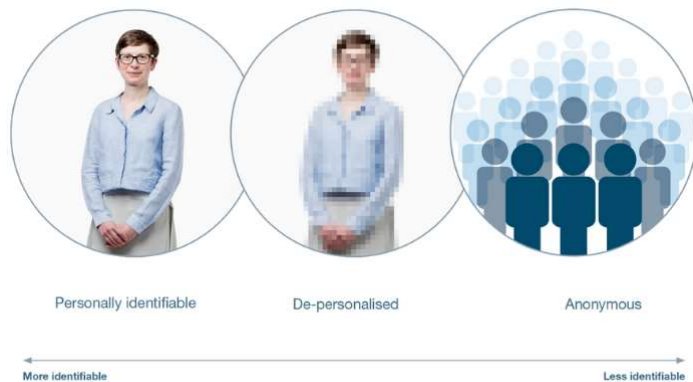 Personally identifiable
De-personalised
Anonymous
More identifiable
Less identifiable